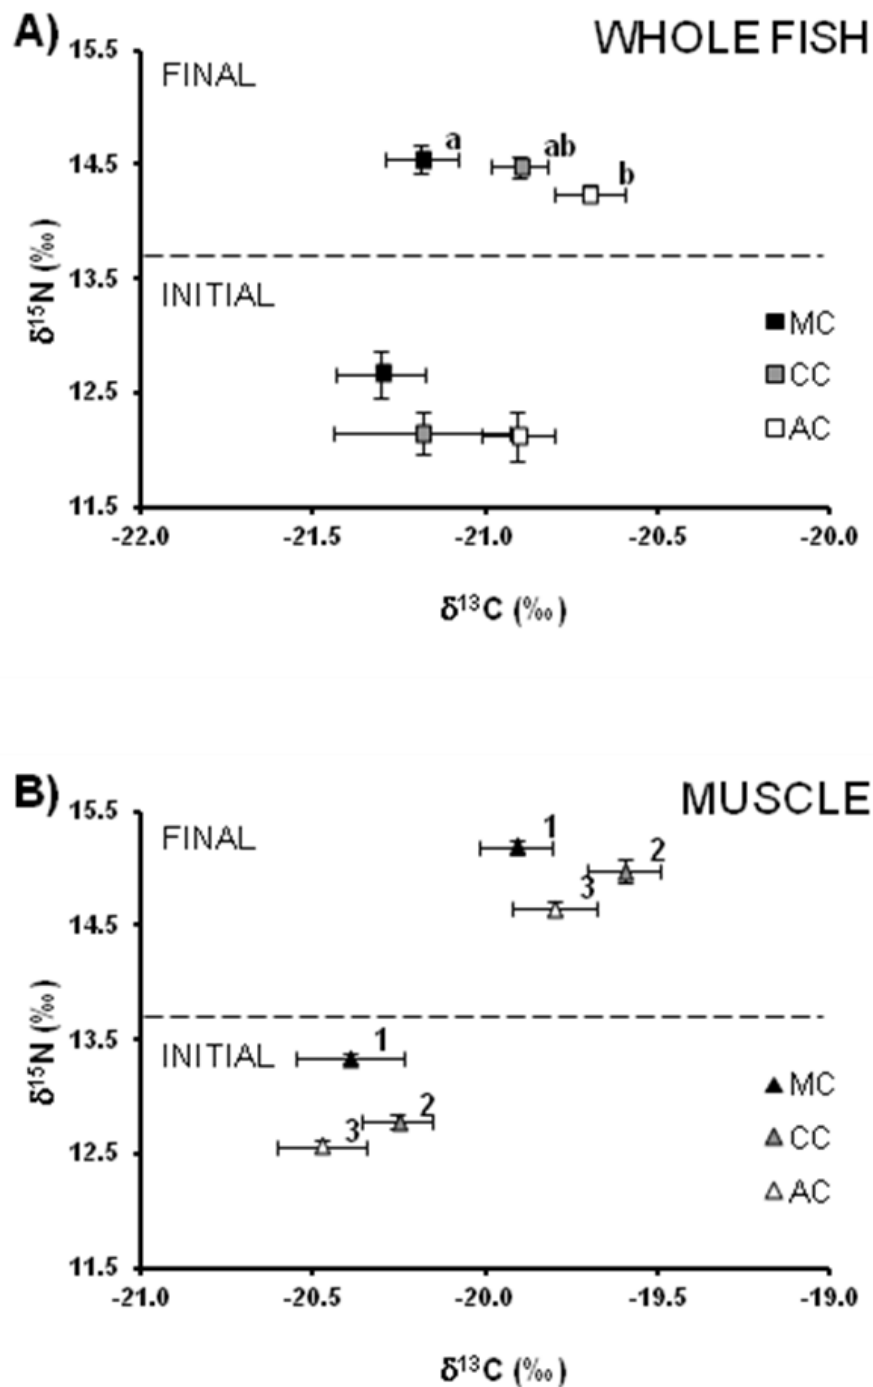 A)
WHOLE FISH
15.5
FINAL
a
ab
14.5
b
δ¹⁵N (‰)
13.5
INITIAL
MC
12.5
CC
AC
11.5
-22.0 -21.5 -21.0 -20.5 -20.0
δ¹³C (‰)
B)
MUSCLE
15.5
FINAL
1
2
3
14.5
δ¹⁵N (‰)
13.5
INITIAL
1
MC
2
3
CC
12.5
AC
11.5
-21.0 -20.5 -20.0 -19.5 -19.0
δ¹³C (‰)